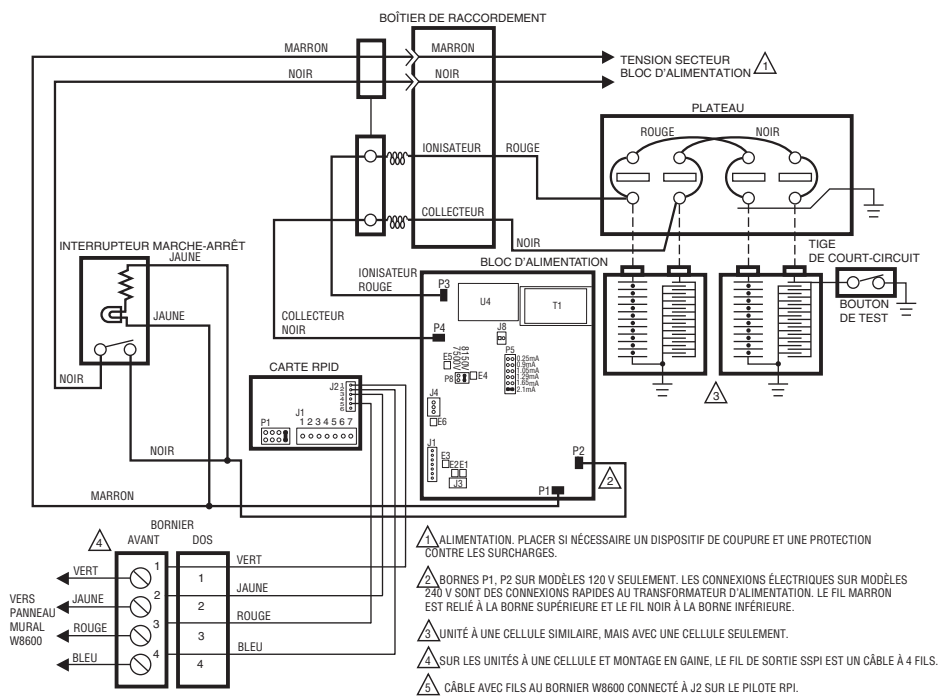 BOÎTIER DE RACCORDEMENT
MARRON
MARRON
NOIR
NOIR
TENSION SECTEUR
BLOC D'ALIMENTATION
1
PLATEAU
ROUGE
NOIR
IONISATEUR
ROUGE
COLLECTEUR
NOIR
INTERRUPTEUR MARCHE-ARRÊT
JAUNE
JAUNE
NOIR
NOIR
MARRON
IONISATEUR
ROUGE
COLLECTEUR
NOIR
BLOC D'ALIMENTATION
P3
U4
T1
P4
J8
P5
0.25mA
0.9mA
1.05mA
1.29mA
1.65mA
2.1mA
8150V
7500V
E5
P8
E4
J4
E6
J1
E3
E2
E1
J3
P2
P1
2
TIGE
DE COURT-CIRCUIT
BOUTON
DE TEST
3
CARTE RPID
J2
1
2
3
4
5
6
J1
P1
1 2 3 4 5 6 7
4
BORNIER
AVANT
DOS
VERT
1
1
VERT
JAUNE
2
2
JAUNE
ROUGE
3
3
ROUGE
BLEU
4
4
BLEU
VERS
PANNEAU
MURAL
W8600
1 ALIMENTATION. PLACER SI NÉCESSAIRE UN DISPOSITIF DE COUPURE ET UNE PROTECTION
CONTRE LES SURCHARGES.
2 BORNES P1, P2 SUR MODÈLES 120 V SEULEMENT. LES CONNEXIONS ÉLECTRIQUES SUR MODÈLES
240 V SONT DES CONNEXIONS RAPIDES AU TRANSFORMATEUR D'ALIMENTATION. LE FIL MARRON
EST RELIÉ À LA BORNE SUPÉRIEURE ET LE FIL NOIR À LA BORNE INFÉRIEURE.
3 UNITÉ À UNE CELLULE SIMILAIRE, MAIS AVEC UNE CELLULE SEULEMENT.
4 SUR LES UNITÉS À UNE CELLULE ET MONTAGE EN GAINE, LE FIL DE SORTIE SSPI EST UN CÂBLE À 4 FILS.
5 CÂBLE AVEC FILS AU BORNIER W8600 CONNECTÉ À J2 SUR LE PILOTE RPI.